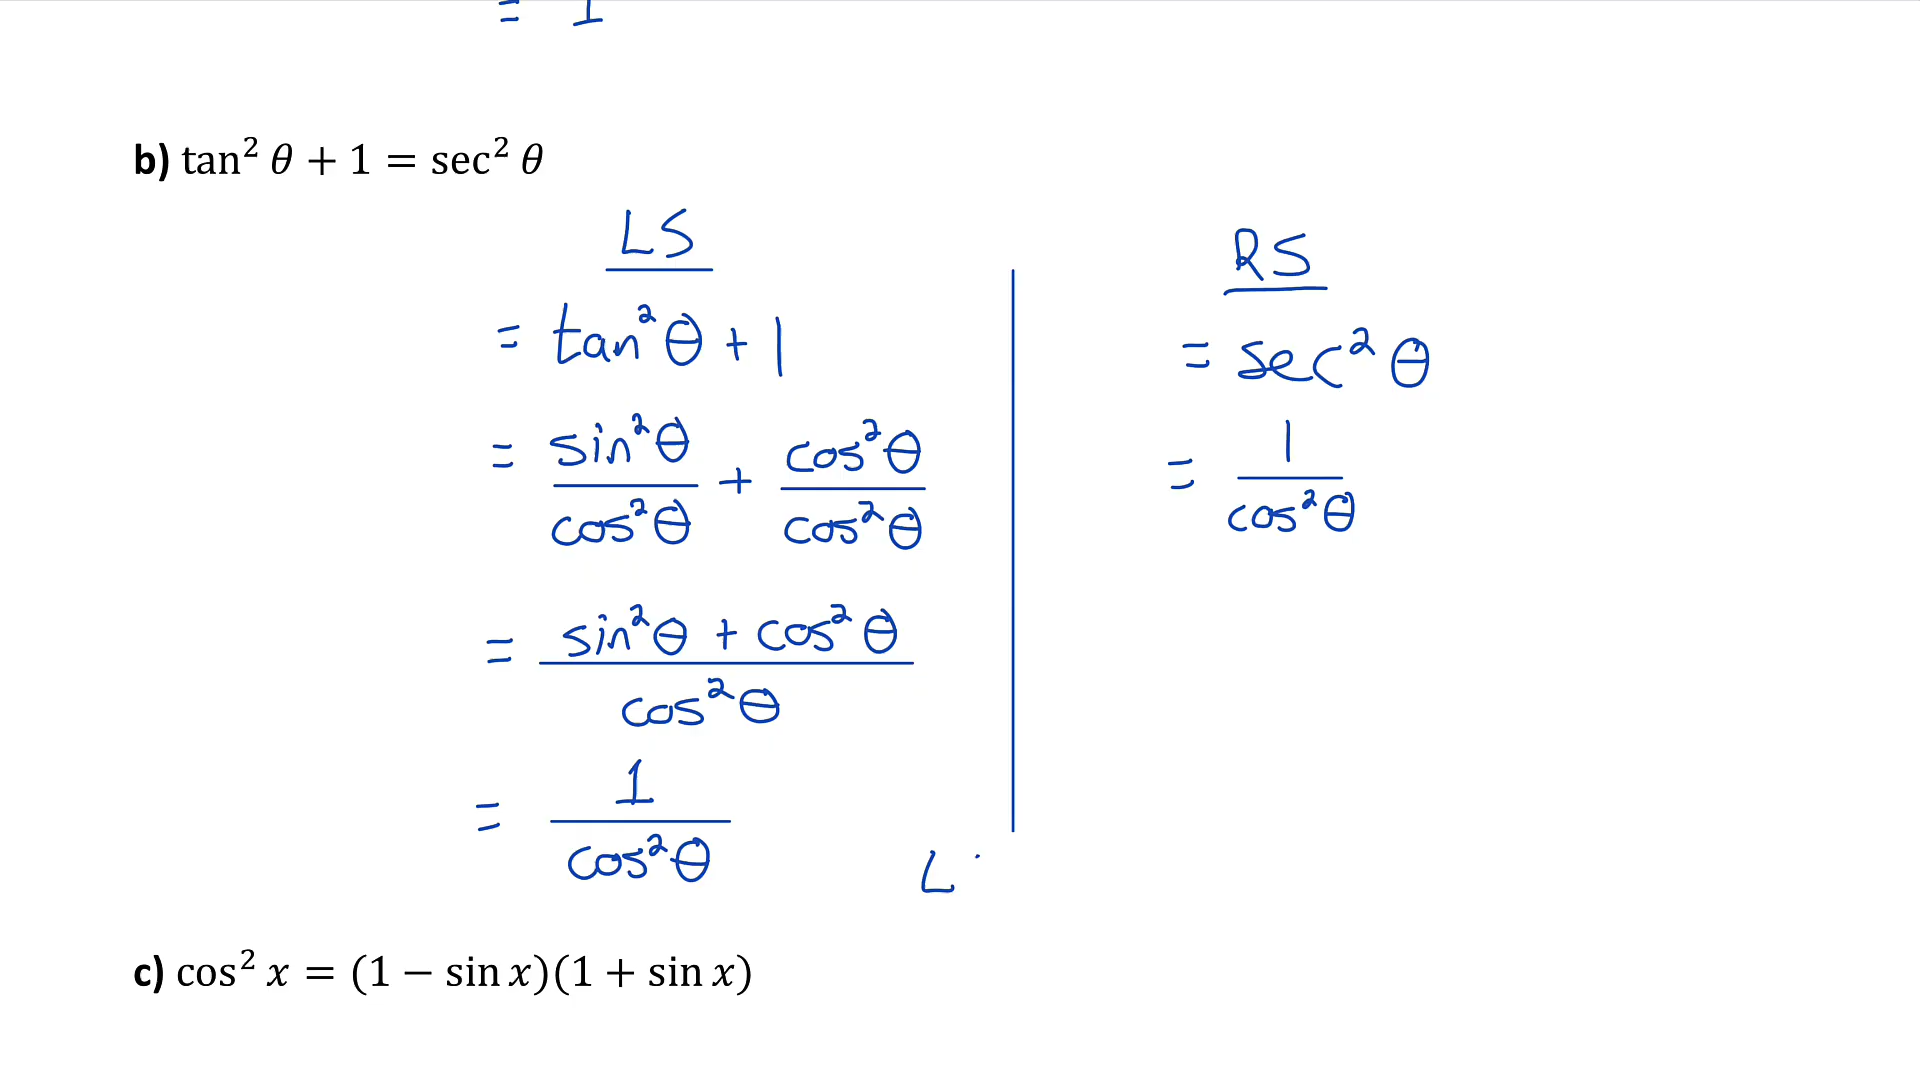 = 1
b) tan² θ + 1 = sec² θ
LS
= tan²θ + 1
= sin²θ/cos²θ + cos²θ/cos²θ
= sin²θ + cos²θ/cos²θ
= 1/cos²θ
L
RS
= sec²θ
= 1/cos²θ
c) cos² x = (1 − sin x)(1 + sin x)